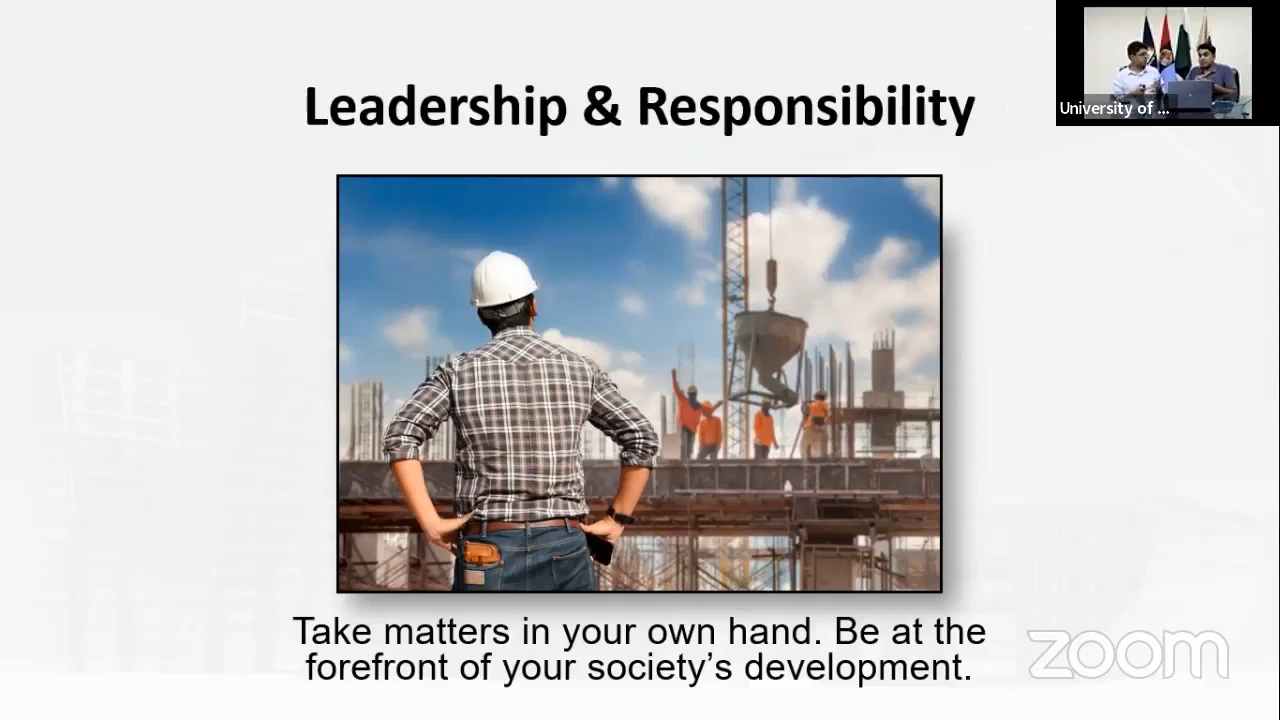 Leadership & Responsibility
University of ...
Take matters in your own hand. Be at the
forefront of your society’s development.
zoom